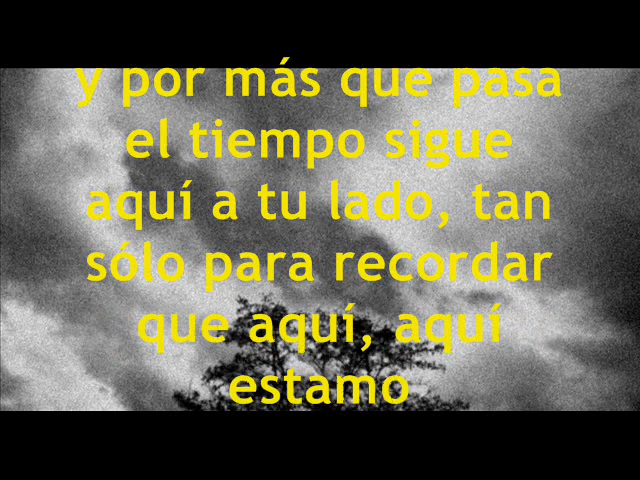 y por más que pasa
el tiempo sigue
aquí a tu lado, tan
sólo para recordar
que aquí, aquí
estamo